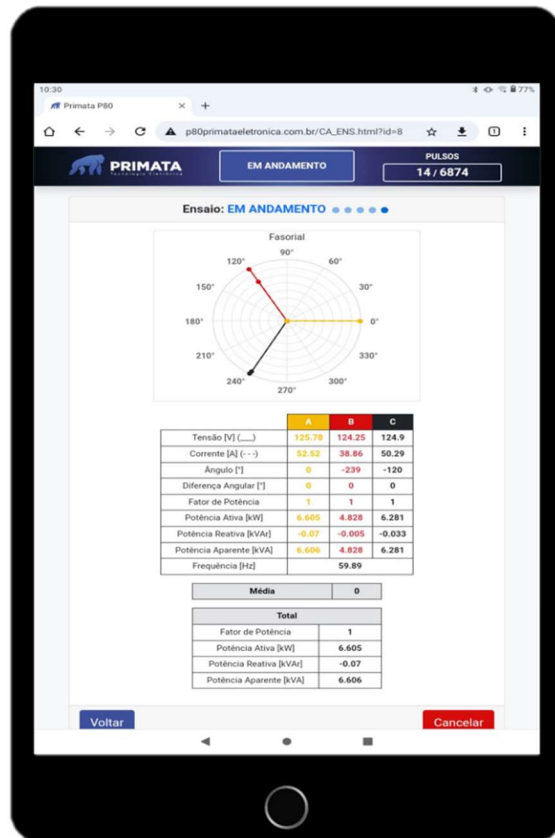 10:30
77%
Primata P80
p80primataeletronica.com.br/CA_ENS.html?id=8
PRIMATA
Tecnologia Eletrônica
EM ANDAMENTO
PULSOS
14 / 6874
Ensaio: EM ANDAMENTO
Fasorial
90°
120° 60°
150° 30°
180° 0°
210° 330°
240° 300°
270°
A B C
Tensão [V] (___) 125.78 124.25 124.9
Corrente [A] (- - -) 52.52 38.86 50.29
Ângulo [°] 0 -239 -120
Diferença Angular [°] 0 0 0
Fator de Potência 1 1 1
Potência Ativa [kW] 6.605 4.828 6.281
Potência Reativa [kVAr] -0.07 -0.005 -0.033
Potência Aparente [kVA] 6.606 4.828 6.281
Frequência [Hz] 59.89
Média 0
Total
Fator de Potência 1
Potência Ativa [kW] 6.605
Potência Reativa [kVAr] -0.07
Potência Aparente [kVA] 6.606
Voltar
Cancelar